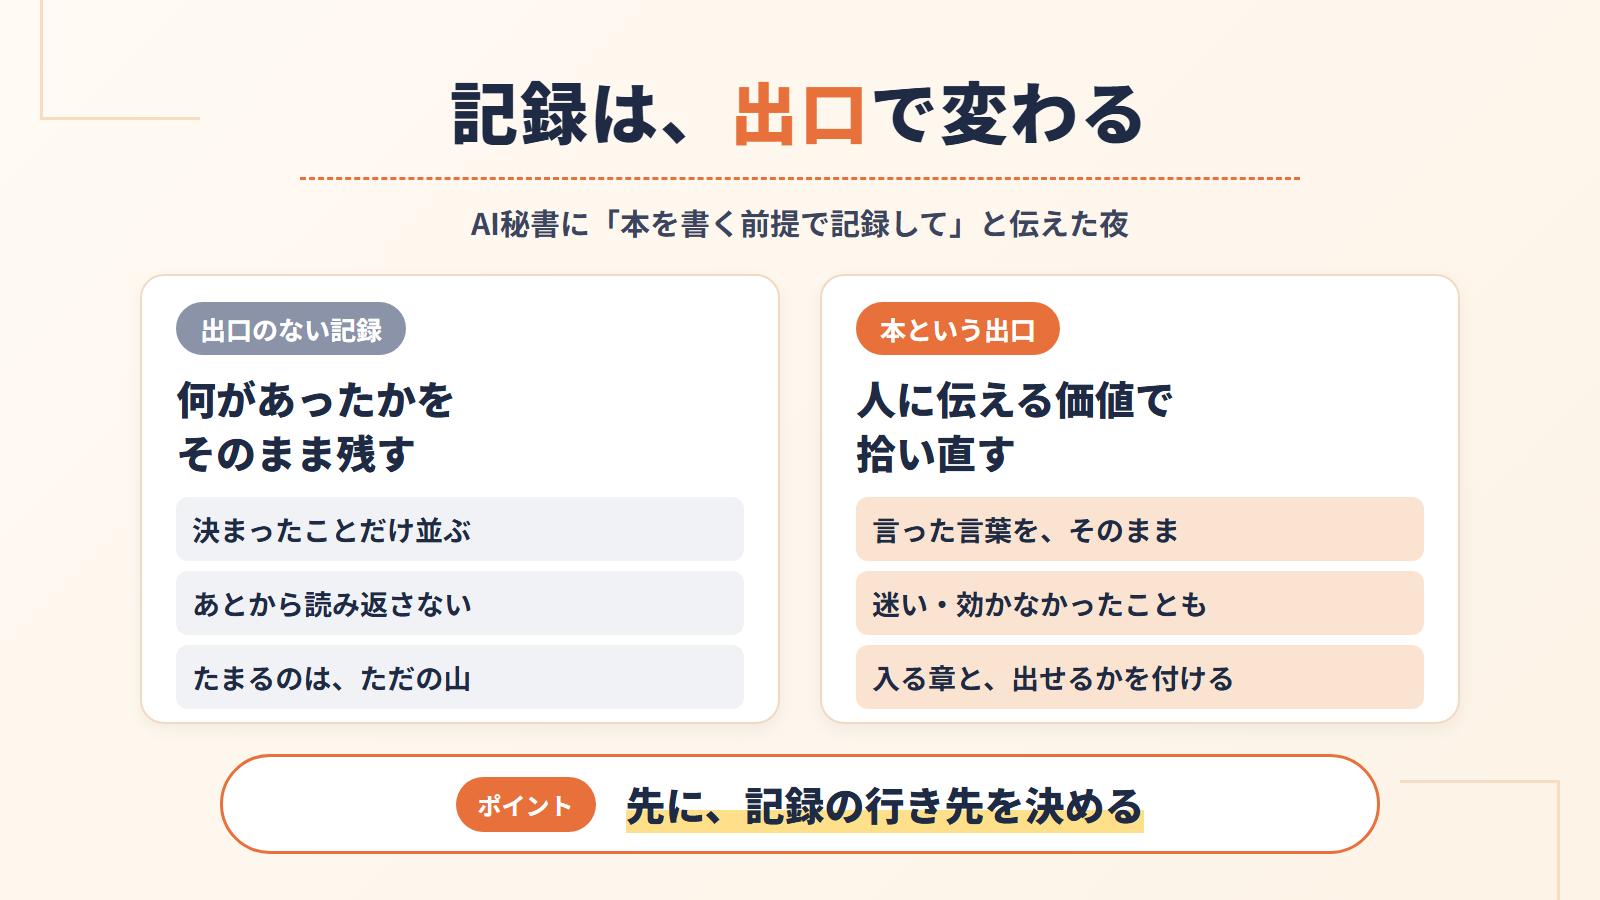 記録は、出口で変わる
AI秘書に「本を書く前提で記録して」と伝えた夜
出口のない記録
何があったかを
そのまま残す
決まったことだけ並ぶ
あとから読み返さない
たまるのは、ただの山
本という出口
人に伝える価値で
拾い直す
言った言葉を、そのまま
迷い・効かなかったことも
入る章と、出せるかを付ける
ポイント
先に、記録の行き先を決める